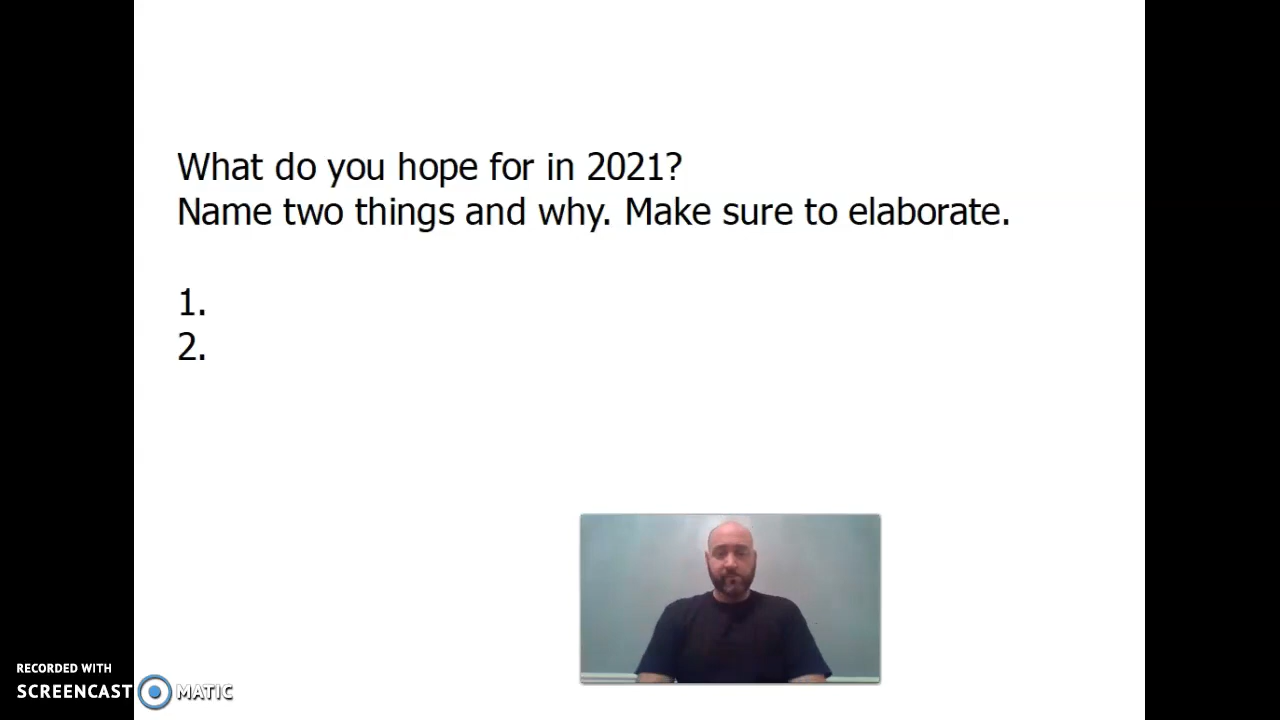 What do you hope for in 2021?
Name two things and why. Make sure to elaborate.
1.
2.
RECORDED WITH
SCREENCAST MATIC